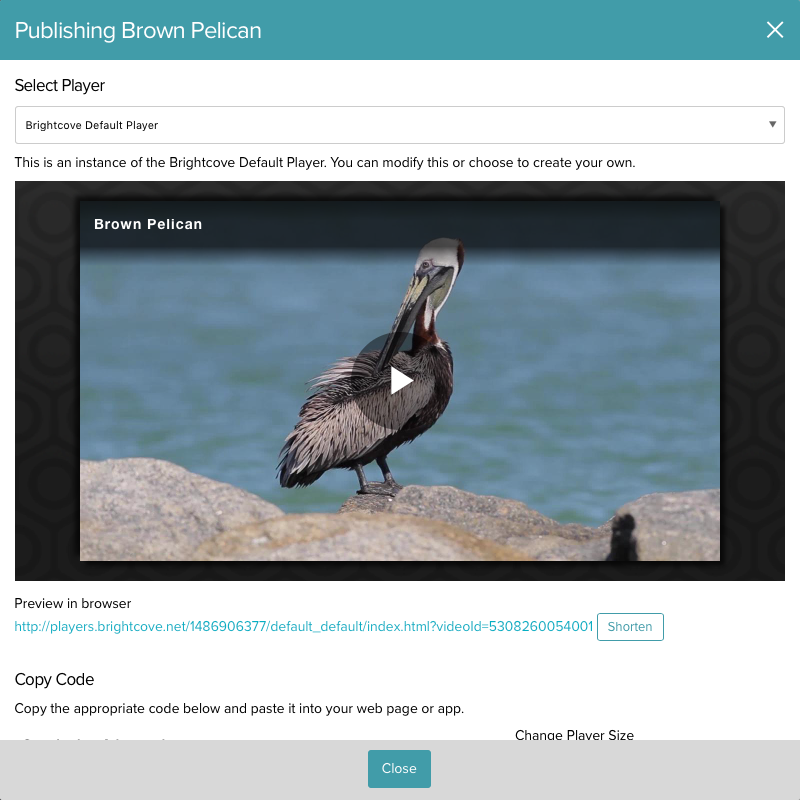 Publishing Brown Pelican
Select Player
Brightcove Default Player
This is an instance of the Brightcove Default Player. You can modify this or choose to create your own.
Brown Pelican
Preview in browser
http://players.brightcove.net/1486906377/default_default/index.html?videoId=5308260054001 Shorten
Copy Code
Copy the appropriate code below and paste it into your web page or app.
Change Player Size
Close